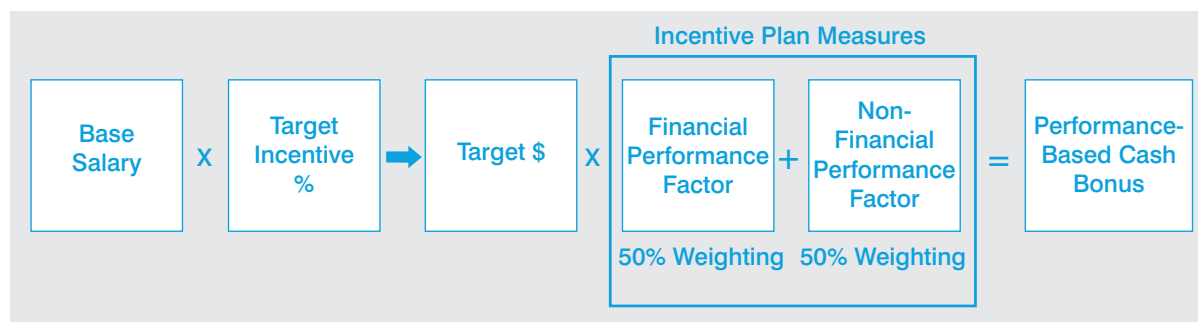 Incentive Plan Measures
Base
Salary
x
Target
Incentive
%
Target $
x
Financial
Performance
Factor
+
Non-
Financial
Performance
Factor
=
Performance-
Based Cash
Bonus
50% Weighting
50% Weighting